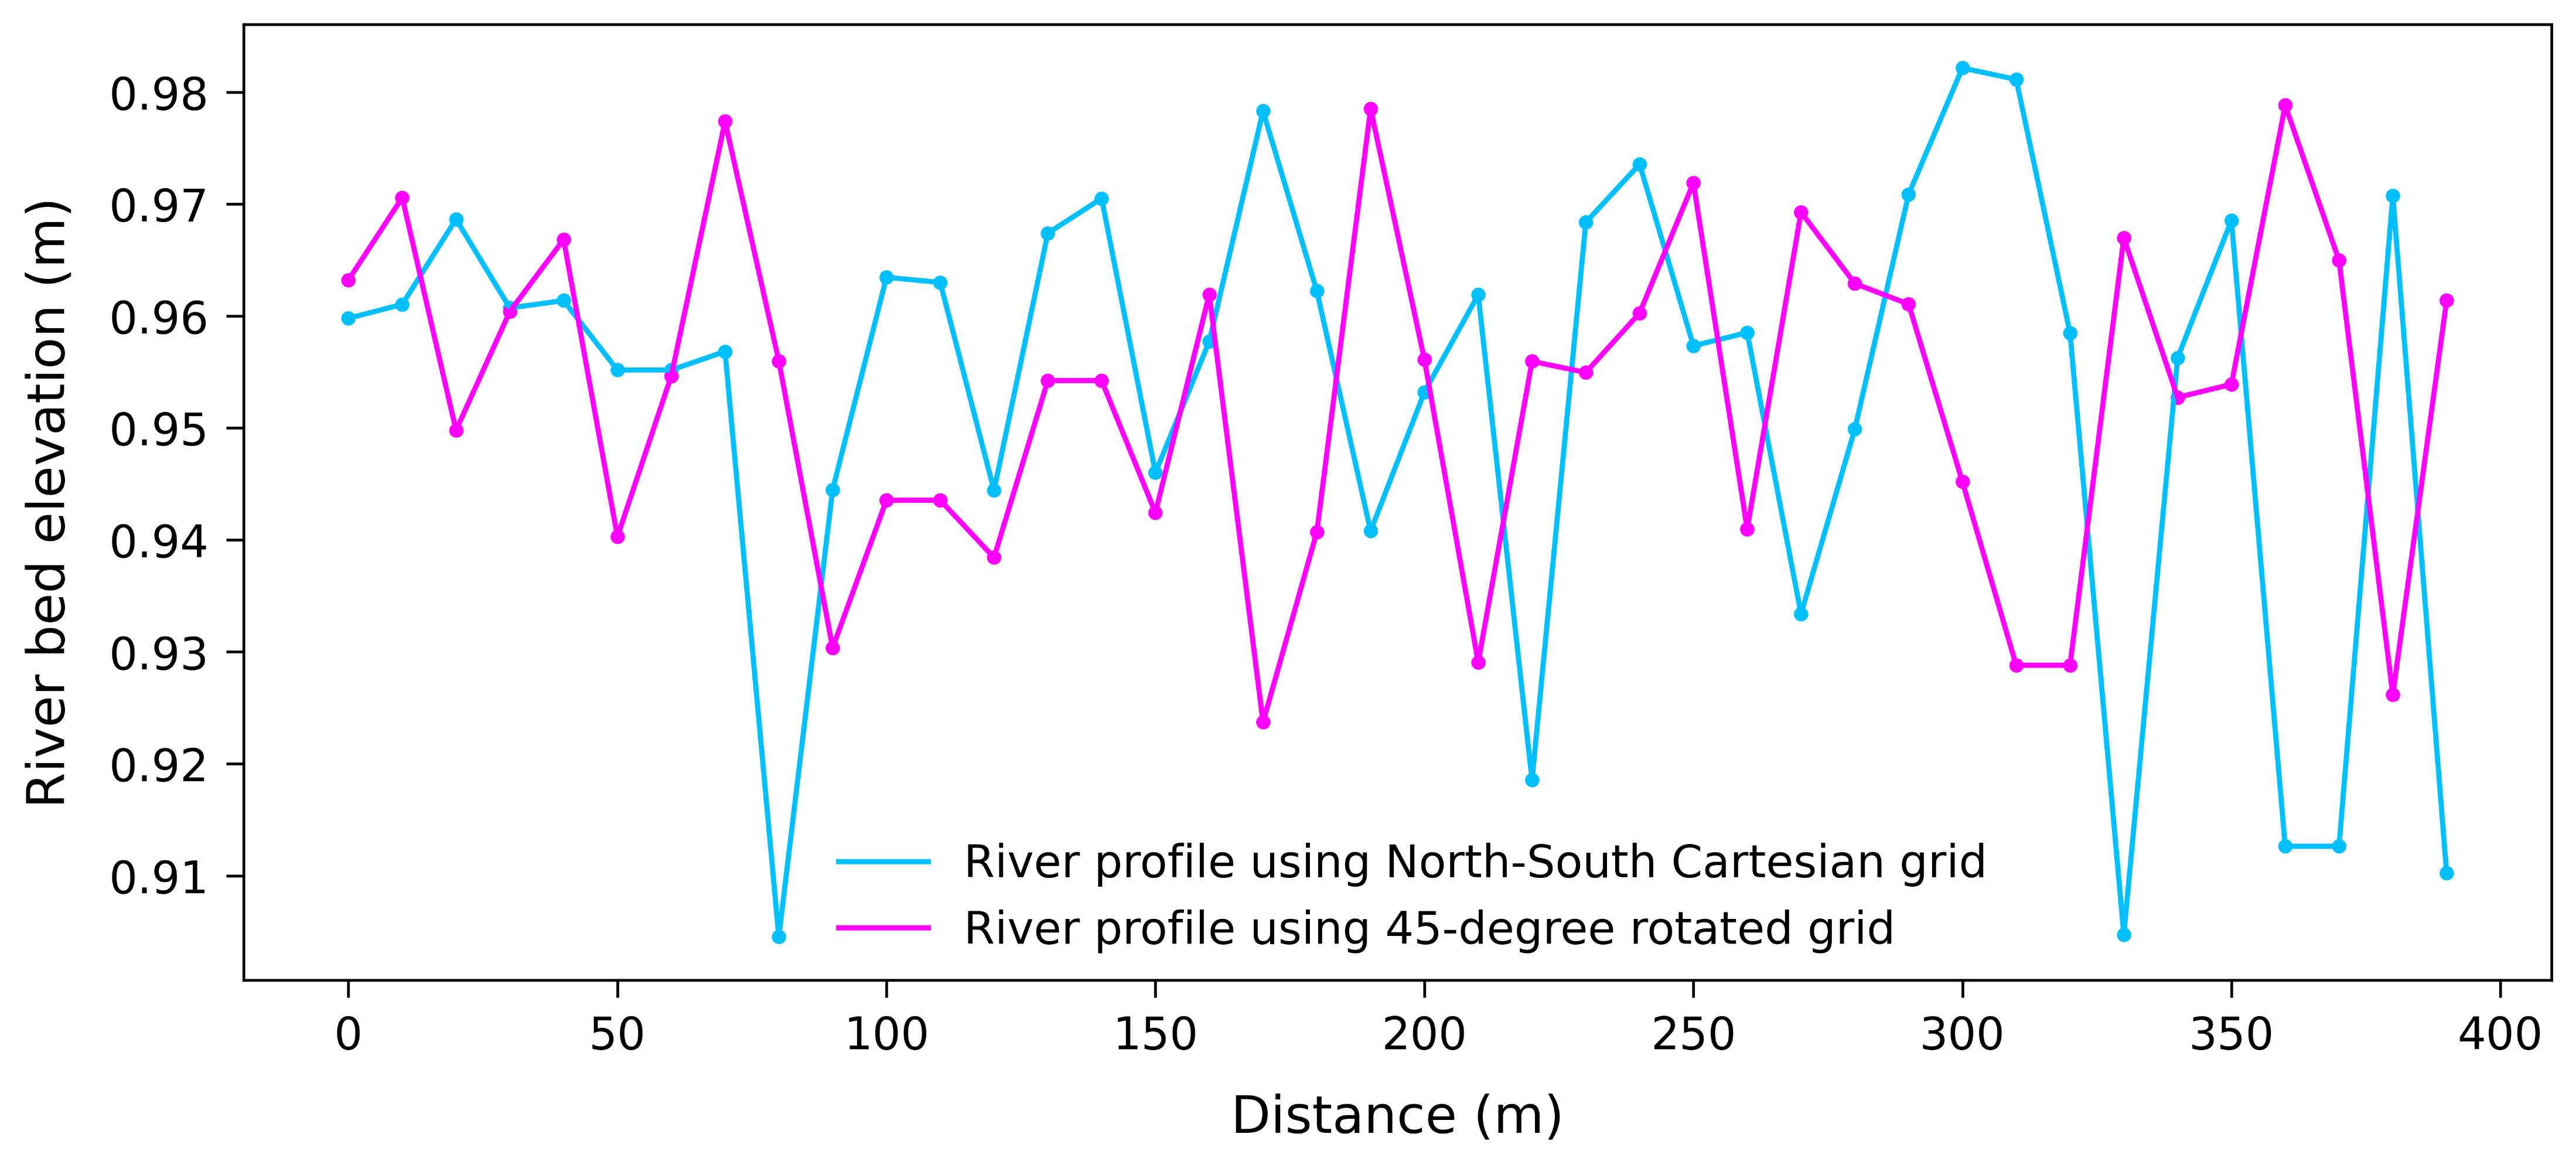 River bed elevation (m)
0.98
0.97
0.96
0.95
0.94
0.93
0.92
0.91
River profile using North-South Cartesian grid
River profile using 45-degree rotated grid
0 50 100 150 200 250 300 350 400
Distance (m)